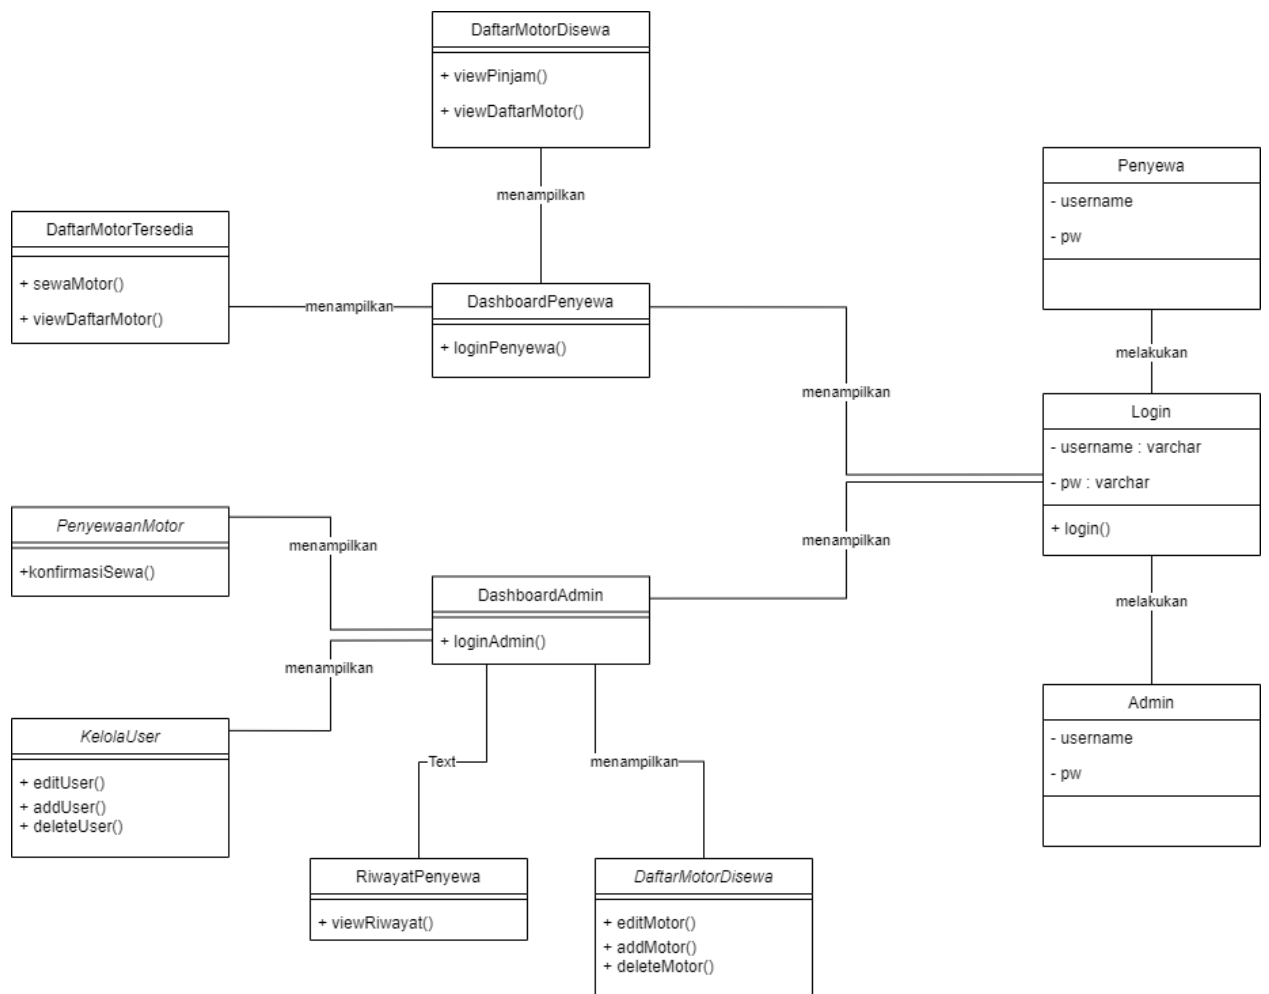 DaftarMotorDisewa
+ viewPinjam()
+ viewDaftarMotor()
menampilkan
Penyewa
- username
- pw
DaftarMotorTersedia
+ sewaMotor()
+ viewDaftarMotor()
menampilkan
DashboardPenyewa
+ loginPenyewa()
melakukan
menampilkan
Login
- username : varchar
- pw : varchar
+ login()
PenyewaanMotor
+konfirmasiSewa()
menampilkan
menampilkan
DashboardAdmin
+ loginAdmin()
melakukan
menampilkan
KelolaUser
+ editUser()
+ addUser()
+ deleteUser()
Text
menampilkan
Admin
- username
- pw
RiwayatPenyewa
+ viewRiwayat()
DaftarMotorDisewa
+ editMotor()
+ addMotor()
+ deleteMotor()